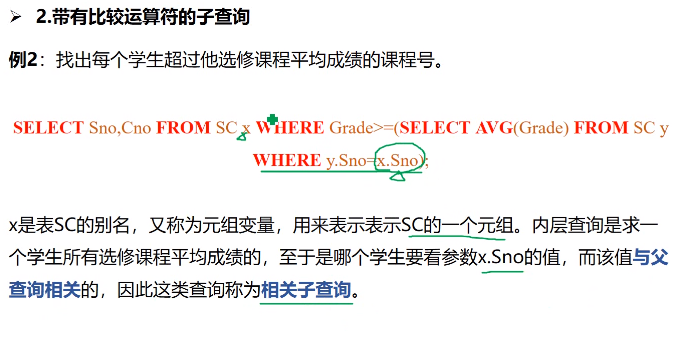 ➤ 2.带有比较运算符的子查询
例2：找出每个学生超过他选修课程平均成绩的课程号。
SELECT Sno,Cno FROM SC x WHERE Grade>=(SELECT AVG(Grade) FROM SC y
WHERE y.Sno=x.Sno);
x是表SC的别名，又称为元组变量，用来表示表示SC的一个元组。内层查询是求一
个学生所有选修课程平均成绩的，至于是哪个学生要看参数x.Sno的值，而该值与父
查询相关的，因此这类查询称为相关子查询。